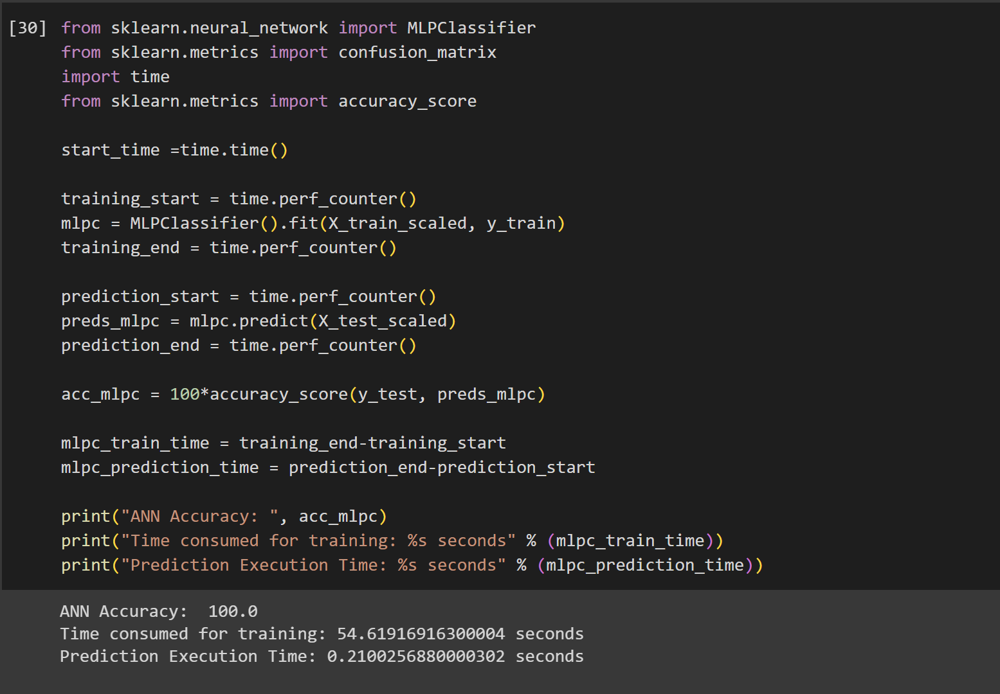 [30] from sklearn.neural_network import MLPClassifier
from sklearn.metrics import confusion_matrix
import time
from sklearn.metrics import accuracy_score
start_time =time.time()
training_start = time.perf_counter()
mlpc = MLPClassifier().fit(X_train_scaled, y_train)
training_end = time.perf_counter()
prediction_start = time.perf_counter()
preds_mlpc = mlpc.predict(X_test_scaled)
prediction_end = time.perf_counter()
acc_mlpc = 100*accuracy_score(y_test, preds_mlpc)
mlpc_train_time = training_end-training_start
mlpc_prediction_time = prediction_end-prediction_start
print("ANN Accuracy: ", acc_mlpc)
print("Time consumed for training: %s seconds" % (mlpc_train_time))
print("Prediction Execution Time: %s seconds" % (mlpc_prediction_time))
ANN Accuracy:  100.0
Time consumed for training: 54.61916916300004 seconds
Prediction Execution Time: 0.2100256880000302 seconds